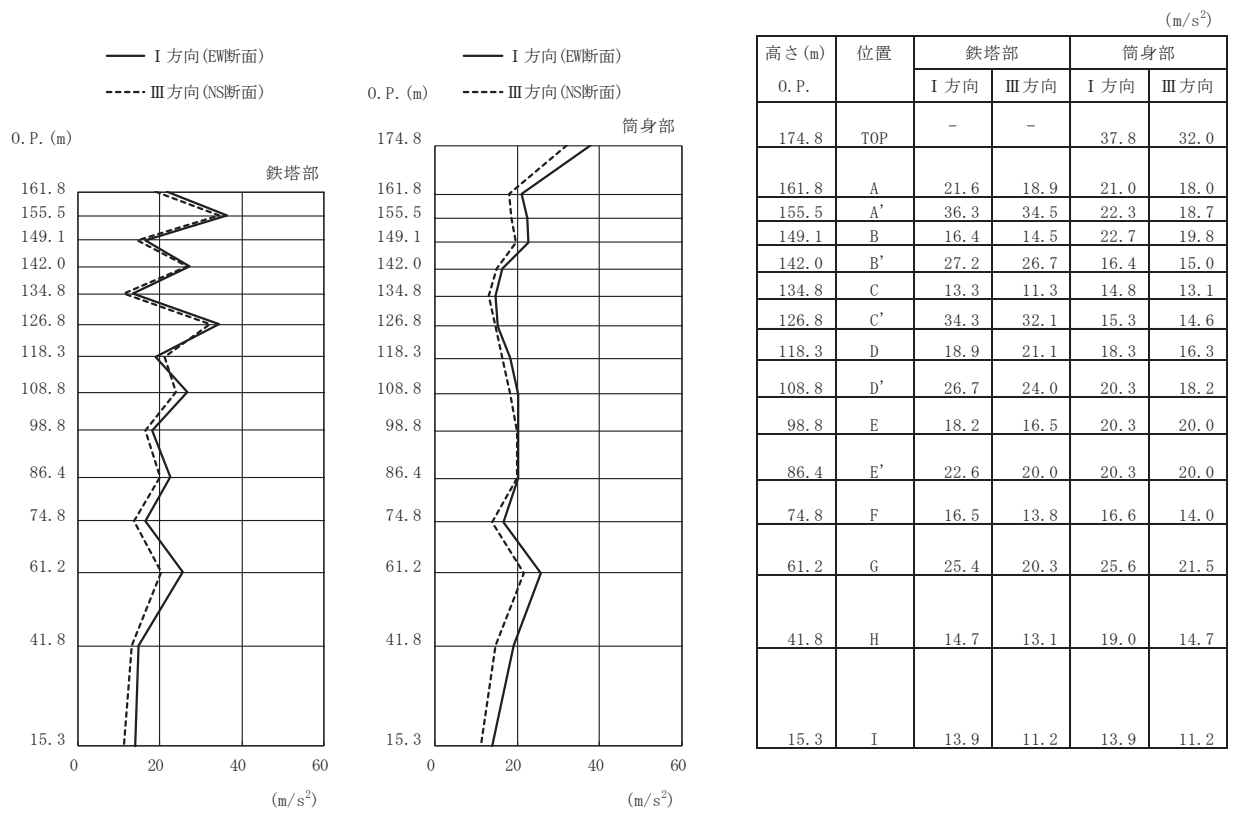 Ⅰ 方向(EW断面)
Ⅲ方向(NS断面)
O.P.(m)
鉄塔部
161.8
155.5
149.1
142.0
134.8
126.8
118.3
108.8
98.8
86.4
74.8
61.2
41.8
15.3
0 20 40 60
(m/s²)
Ⅰ 方向(EW断面)
Ⅲ方向(NS断面)
O.P.(m)
筒身部
174.8
161.8
155.5
149.1
142.0
134.8
126.8
118.3
108.8
98.8
86.4
74.8
61.2
41.8
15.3
0 20 40 60
(m/s²)
(m/s²)
高さ(m) 位置 鉄塔部 筒身部
O.P. Ⅰ 方向 Ⅲ方向 Ⅰ 方向 Ⅲ方向
174.8 TOP － － 37.8 32.0
161.8 A 21.6 18.9 21.0 18.0
155.5 A' 36.3 34.5 22.3 18.7
149.1 B 16.4 14.5 22.7 19.8
142.0 B' 27.2 26.7 16.4 15.0
134.8 C 13.3 11.3 14.8 13.1
126.8 C' 34.3 32.1 15.3 14.6
118.3 D 18.9 21.1 18.3 16.3
108.8 D' 26.7 24.0 20.3 18.2
98.8 E 18.2 16.5 20.3 20.0
86.4 E' 22.6 20.0 20.3 20.0
74.8 F 16.5 13.8 16.6 14.0
61.2 G 25.4 20.3 25.6 21.5
41.8 H 14.7 13.1 19.0 14.7
15.3 I 13.9 11.2 13.9 11.2